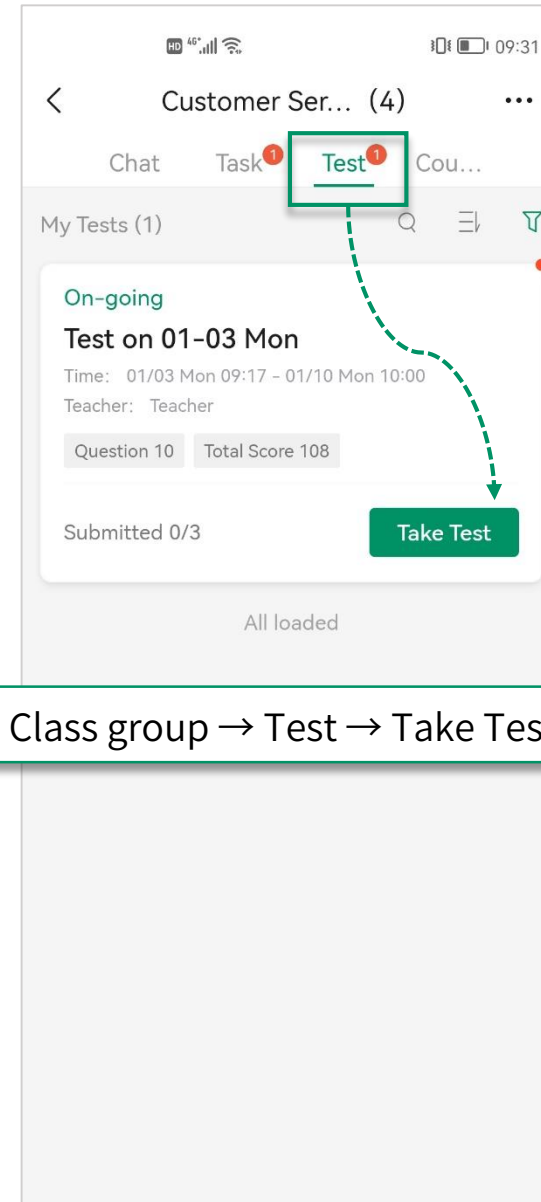 HD 4G 09:31
Customer Ser... (4) •••
Chat Task 1 Test 1 Cou...
My Tests (1)
On-going
Test on 01-03 Mon
Time: 01/03 Mon 09:17 - 01/10 Mon 10:00
Teacher: Teacher
Question 10 Total Score 108
Submitted 0/3 Take Test
All loaded
Class group → Test → Take Tes